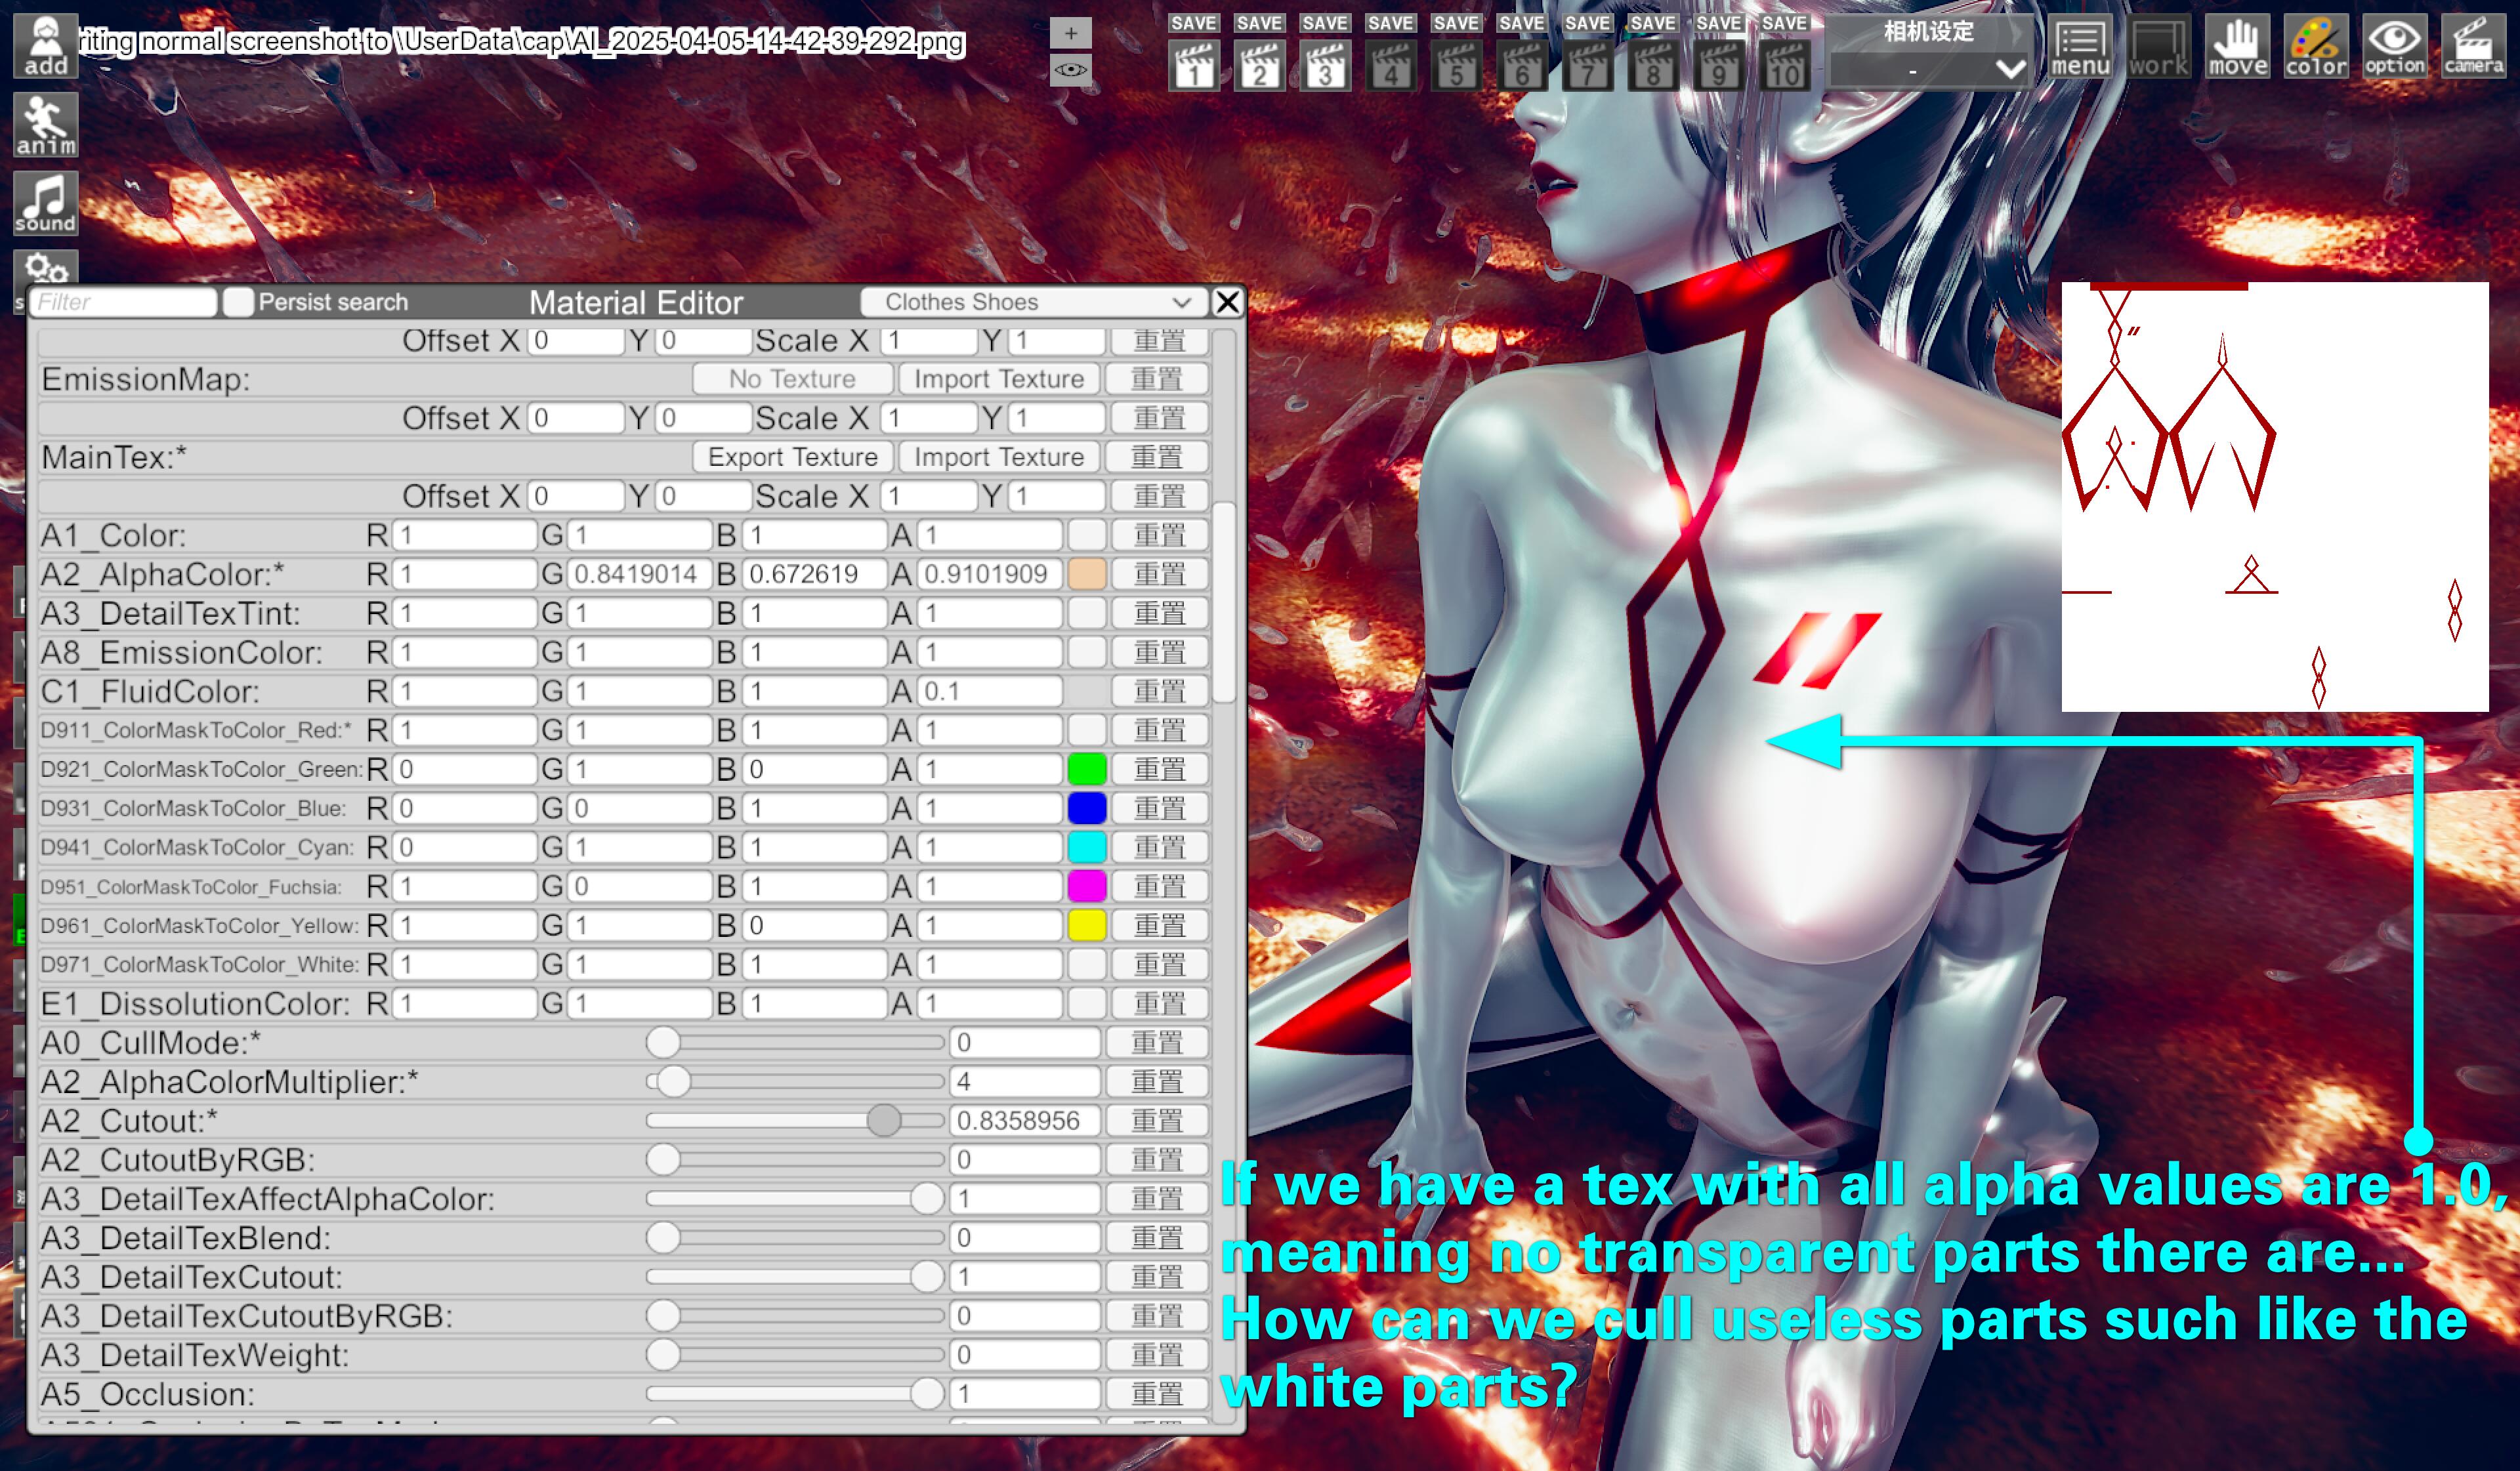 add
riting normal screenshot to \UserData\cap\AI_2025-04-05-14-42-39-292.png
+
SAVE SAVE SAVE SAVE SAVE SAVE SAVE SAVE SAVE SAVE
1 2 3 4 5 6 7 8 9 10
相机设定
-
menu work move color option camera
anim
sound
Filter Persist search Material Editor Clothes Shoes
Offset X 0 Y 0 Scale X 1 Y 1 重置
EmissionMap: No Texture Import Texture 重置
Offset X 0 Y 0 Scale X 1 Y 1 重置
MainTex:* Export Texture Import Texture 重置
Offset X 0 Y 0 Scale X 1 Y 1 重置
A1_Color: R 1 G 1 B 1 A 1 重置
A2_AlphaColor:* R 1 G 0.8419014 B 0.672619 A 0.9101909 重置
A3_DetailTexTint: R 1 G 1 B 1 A 1 重置
A8_EmissionColor: R 1 G 1 B 1 A 1 重置
C1_FluidColor: R 1 G 1 B 1 A 0.1 重置
D911_ColorMaskToColor_Red:* R 1 G 1 B 1 A 1 重置
D921_ColorMaskToColor_Green: R 0 G 1 B 0 A 1 重置
D931_ColorMaskToColor_Blue: R 0 G 0 B 1 A 1 重置
D941_ColorMaskToColor_Cyan: R 0 G 1 B 1 A 1 重置
D951_ColorMaskToColor_Fuchsia: R 1 G 0 B 1 A 1 重置
D961_ColorMaskToColor_Yellow: R 1 G 1 B 0 A 1 重置
D971_ColorMaskToColor_White: R 1 G 1 B 1 A 1 重置
E1_DissolutionColor: R 1 G 1 B 1 A 1 重置
A0_CullMode:* 0 重置
A2_AlphaColorMultiplier:* 4 重置
A2_Cutout:* 0.8358956 重置
A2_CutoutByRGB: 0 重置
A3_DetailTexAffectAlphaColor: 1 重置
A3_DetailTexBlend: 0 重置
A3_DetailTexCutout: 1 重置
A3_DetailTexCutoutByRGB: 0 重置
A3_DetailTexWeight: 0 重置
A5_Occlusion: 1 重置
If we have a tex with all alpha values are 1.0,
meaning no transparent parts there are...
How can we cull useless parts such like the
white parts?